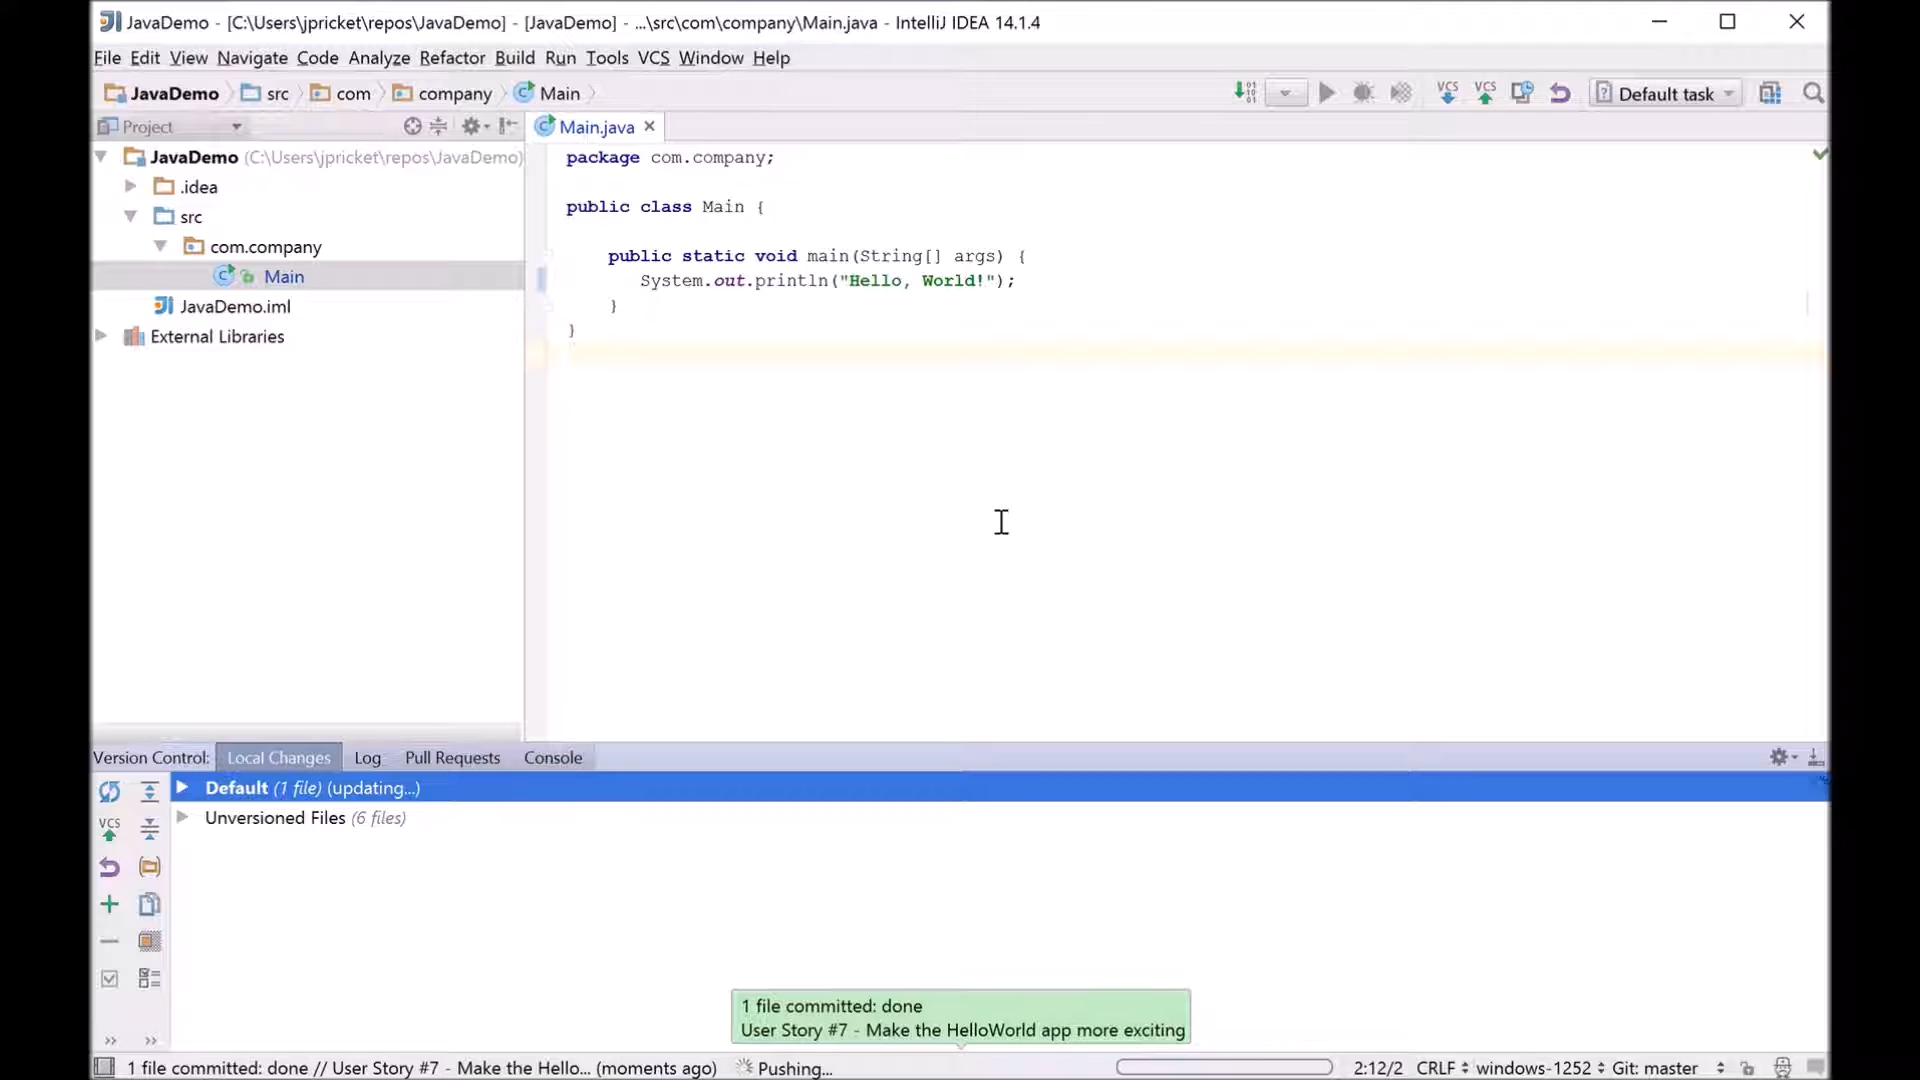 JavaDemo - [C:\Users\jpricket\repos\JavaDemo] - [JavaDemo] - ...\src\com\company\Main.java - IntelliJ IDEA 14.1.4
File Edit View Navigate Code Analyze Refactor Build Run Tools VCS Window Help
JavaDemo src com company Main
VCS VCS Default task
Project
Main.java
JavaDemo (C:\Users\jpricket\repos\JavaDemo)
.idea
src
com.company
Main
JavaDemo.iml
External Libraries
package com.company;
public class Main {
public static void main(String[] args) {
System.out.println("Hello, World!");
}
}
Version Control: Local Changes Log Pull Requests Console
Default (1 file) (updating...)
Unversioned Files (6 files)
VCS
1 file committed: done
User Story #7 - Make the HelloWorld app more exciting
1 file committed: done // User Story #7 - Make the Hello... (moments ago) Pushing... 2:12/2 CRLF windows-1252 Git: master